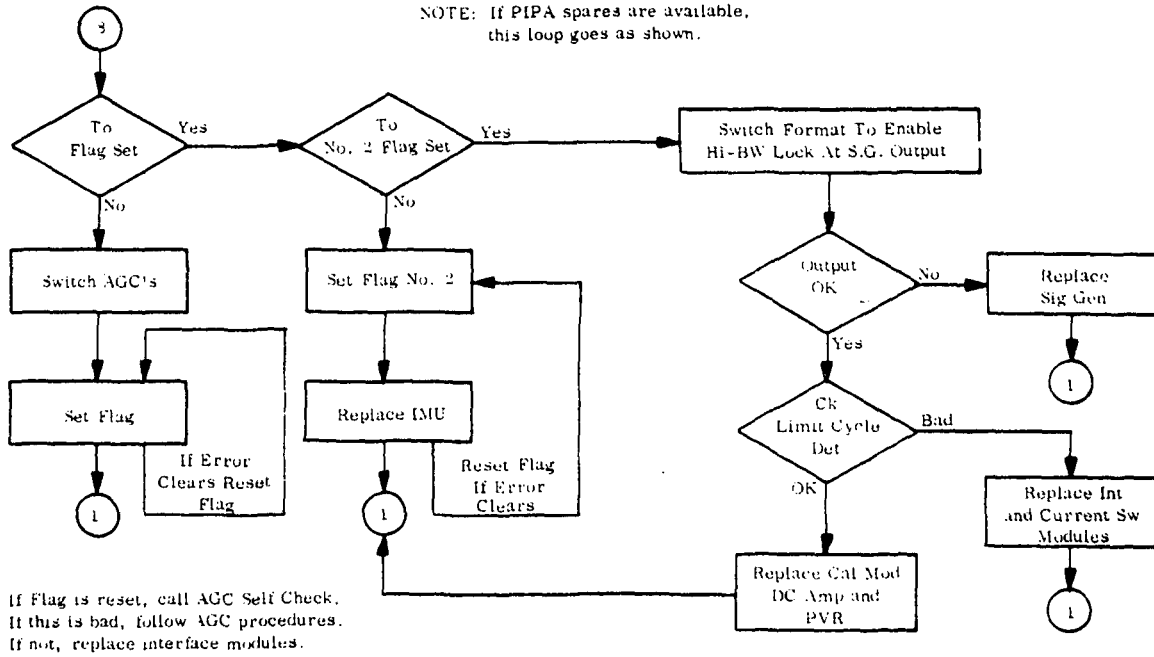 NOTE: If PIPA spares are available,
this loop goes as shown.
3
To
Flag Set
Yes
No
Switch AGC's
Set Flag
If Error
Clears Reset
Flag
1
To
No. 2 Flag Set
Yes
No
Set Flag No. 2
Replace IMU
Reset Flag
If Error
Clears
1
Switch Format To Enable
Hi-BW Lock At S.G. Output
Output
OK
No
Replace
Sig Gen
1
Yes
Ck
Limit Cycle
Det
Bad
Replace Int
and Current Sw
Modules
1
OK
Replace Cal Mod
DC Amp and
PVR
If Flag is reset, call AGC Self Check.
If this is bad, follow AGC procedures.
If not, replace interface modules.